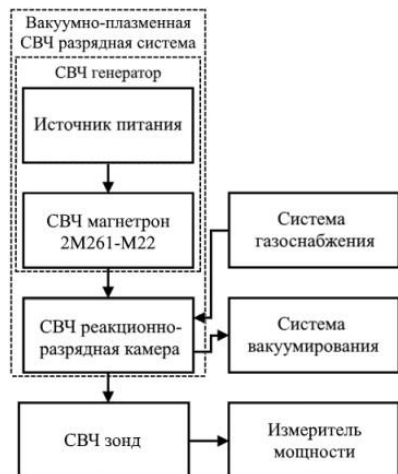 Вакуумно-плазменная
СВЧ разрядная система
СВЧ генератор
Источник питания
СВЧ магнетрон
2М261-М22
Система
газоснабжения
СВЧ реакционно-
разрядная камера
Система
вакуумирования
СВЧ зонд
Измеритель
мощности